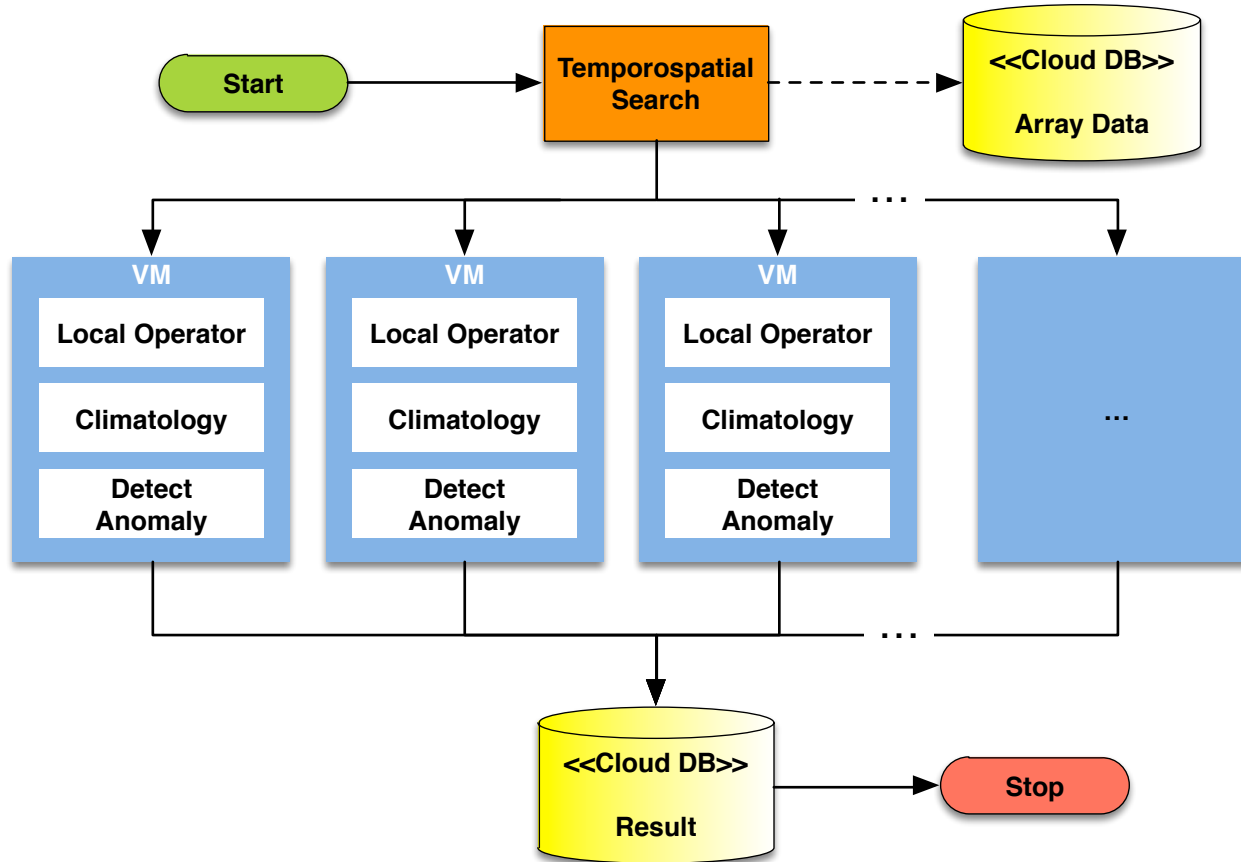 Start
Temporospatial
Search
<<Cloud DB>>
Array Data
...
VM
Local Operator
Climatology
Detect
Anomaly
VM
Local Operator
Climatology
Detect
Anomaly
VM
Local Operator
Climatology
Detect
Anomaly
...
...
<<Cloud DB>>
Result
Stop